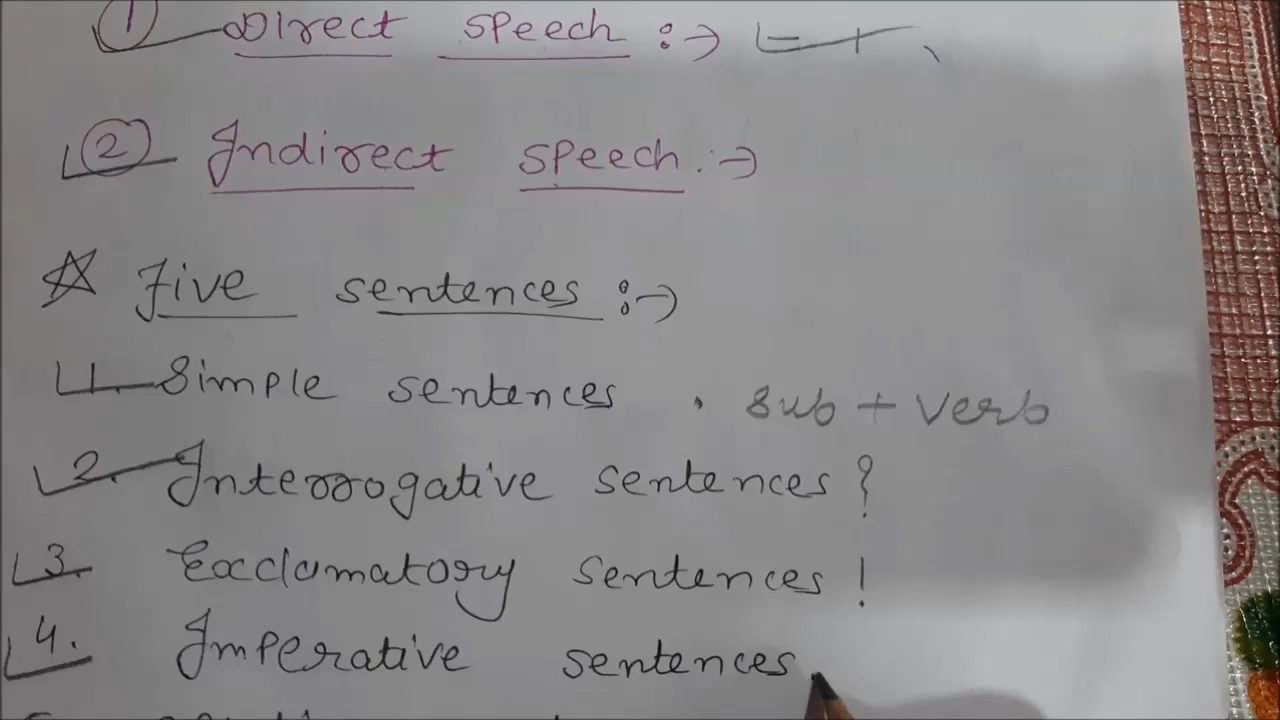 ① Direct speech :→
② Indirect speech :→
☆ Five sentences :→
1. Simple sentences . sub + verb
2. Interrogative sentences ?
3. Exclamatory sentences !
4. Imperative sentences.